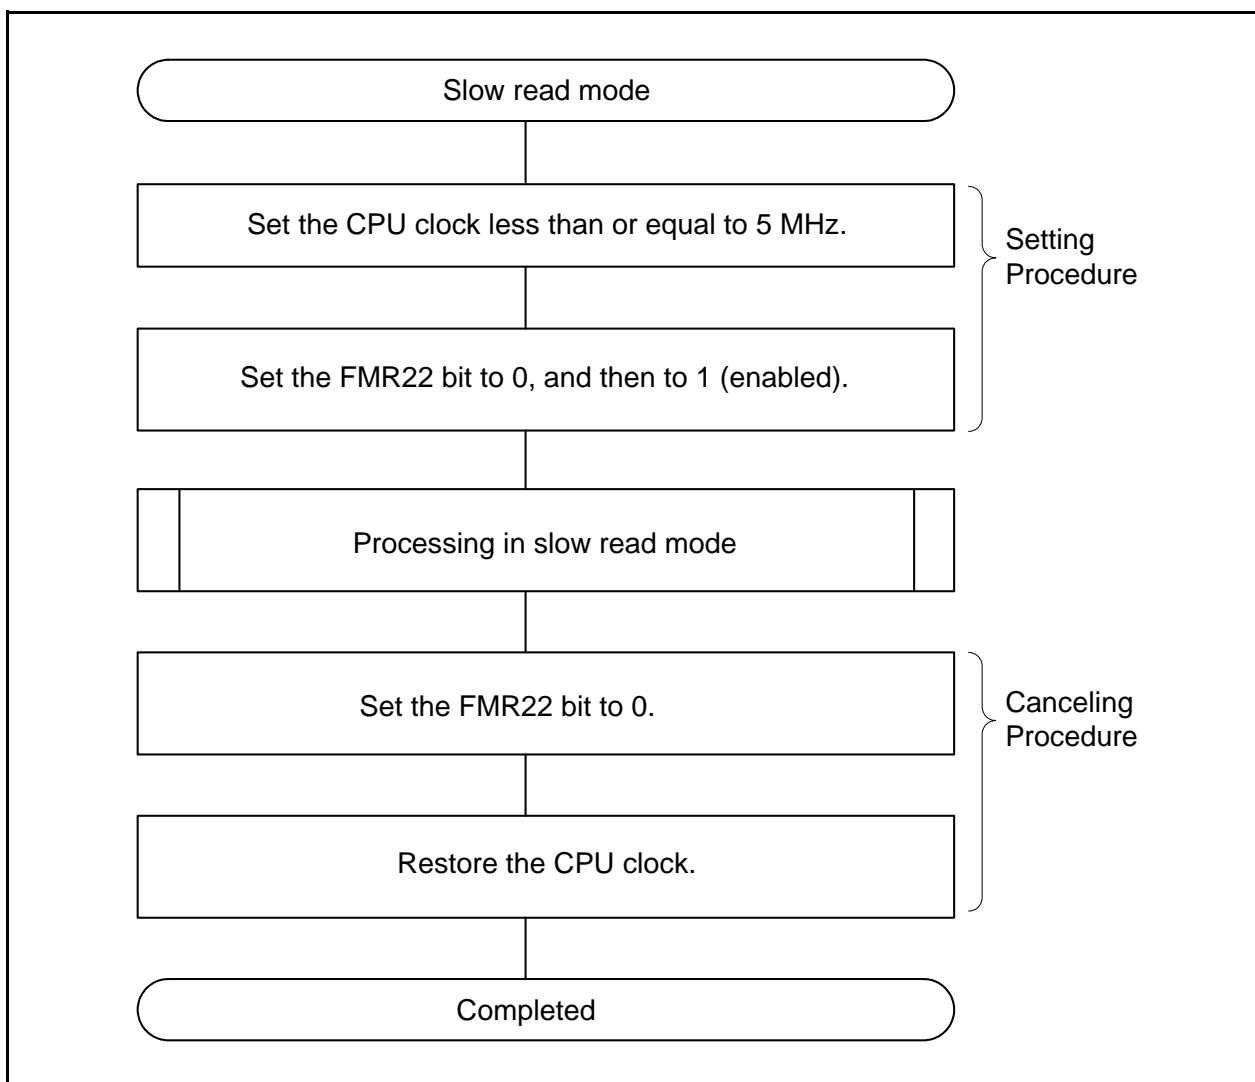 Slow read mode
Set the CPU clock less than or equal to 5 MHz.
Setting
Procedure
Set the FMR22 bit to 0, and then to 1 (enabled).
Processing in slow read mode
Set the FMR22 bit to 0.
Canceling
Procedure
Restore the CPU clock.
Completed